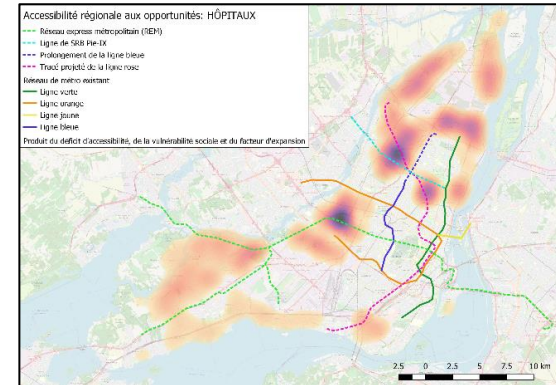 Accessibilité régionale aux opportunités: HÔPITAUX
Réseau express métropolitain (REM)
Ligne de SRB Pie-IX
Prolongement de la ligne bleue
Tracé projeté de la ligne rose
Réseau de métro existant
Ligne verte
Ligne orange
Ligne jaune
Ligne bleue
Produit du déficit d'accessibilité, de la vulnérabilité sociale et du facteur d'expansion
2.5 0 2.5 5 7.5 10 km